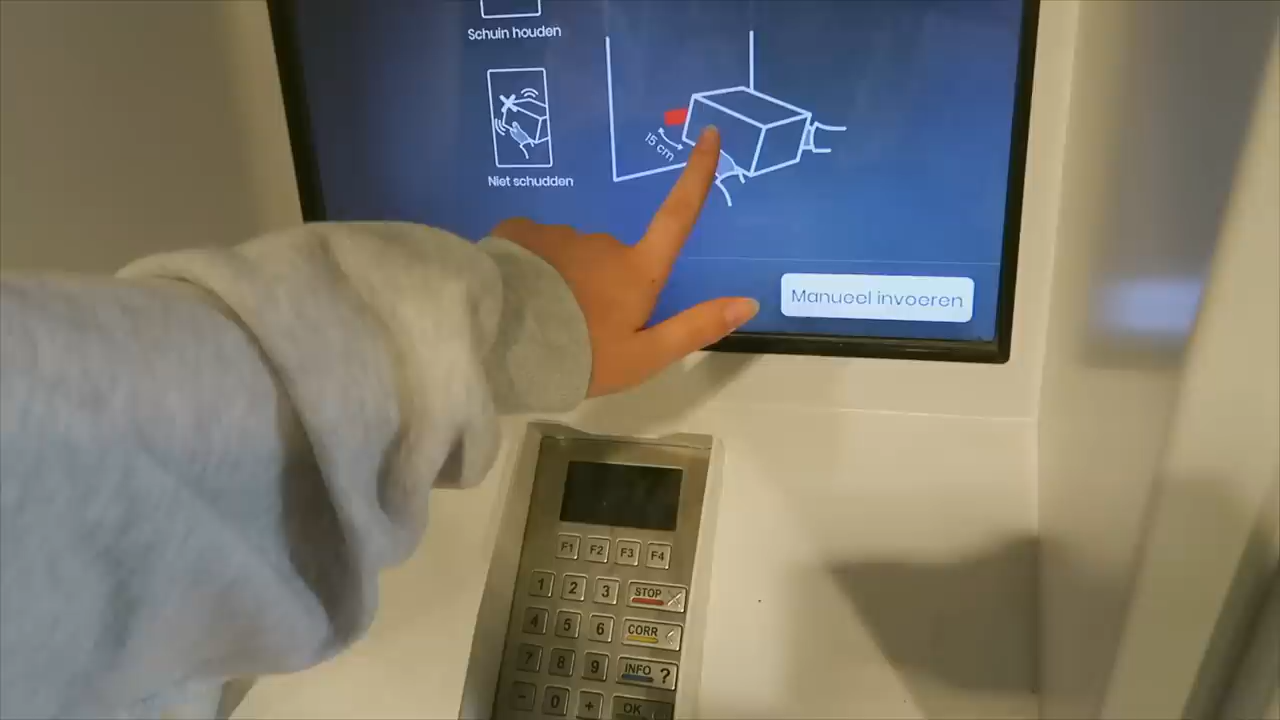 Schuin houden
15 cm
Niet schudden
Manueel invoeren
F1 F2 F3 F4
1 2 3 STOP
4 5 6 CORR
7 8 9 INFO ?
- 0 + OK